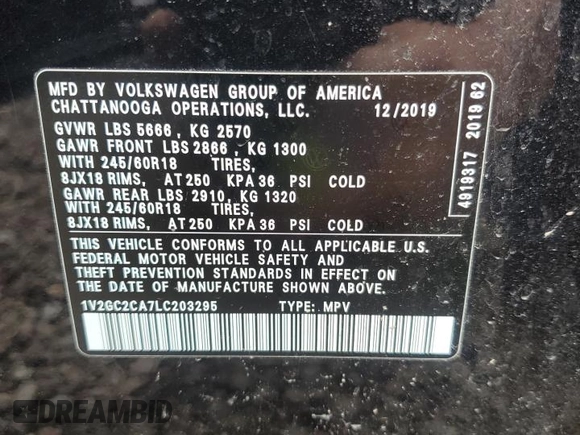 MFD BY VOLKSWAGEN GROUP OF AMERICA
CHATTANOOGA OPERATIONS, LLC. 12/2019
GVWR LBS 5666 , KG 2570
GAWR FRONT LBS 2866 , KG 1300
WITH 245/60R18 TIRES,
8JX18 RIMS, AT 250 KPA 36 PSI COLD
GAWR REAR LBS 2910, KG 1320
WITH 245/60R18 TIRES,
8JX18 RIMS, AT 250 KPA 36 PSI COLD
THIS VEHICLE CONFORMS TO ALL APPLICABLE U.S.
FEDERAL MOTOR VEHICLE SAFETY AND
THEFT PREVENTION STANDARDS IN EFFECT ON
THE DATE OF MANUFACTURE SHOWN ABOVE.
1V2GC2CA7LC203295 TYPE: MPV
4919317 2019 62
DREAMBID